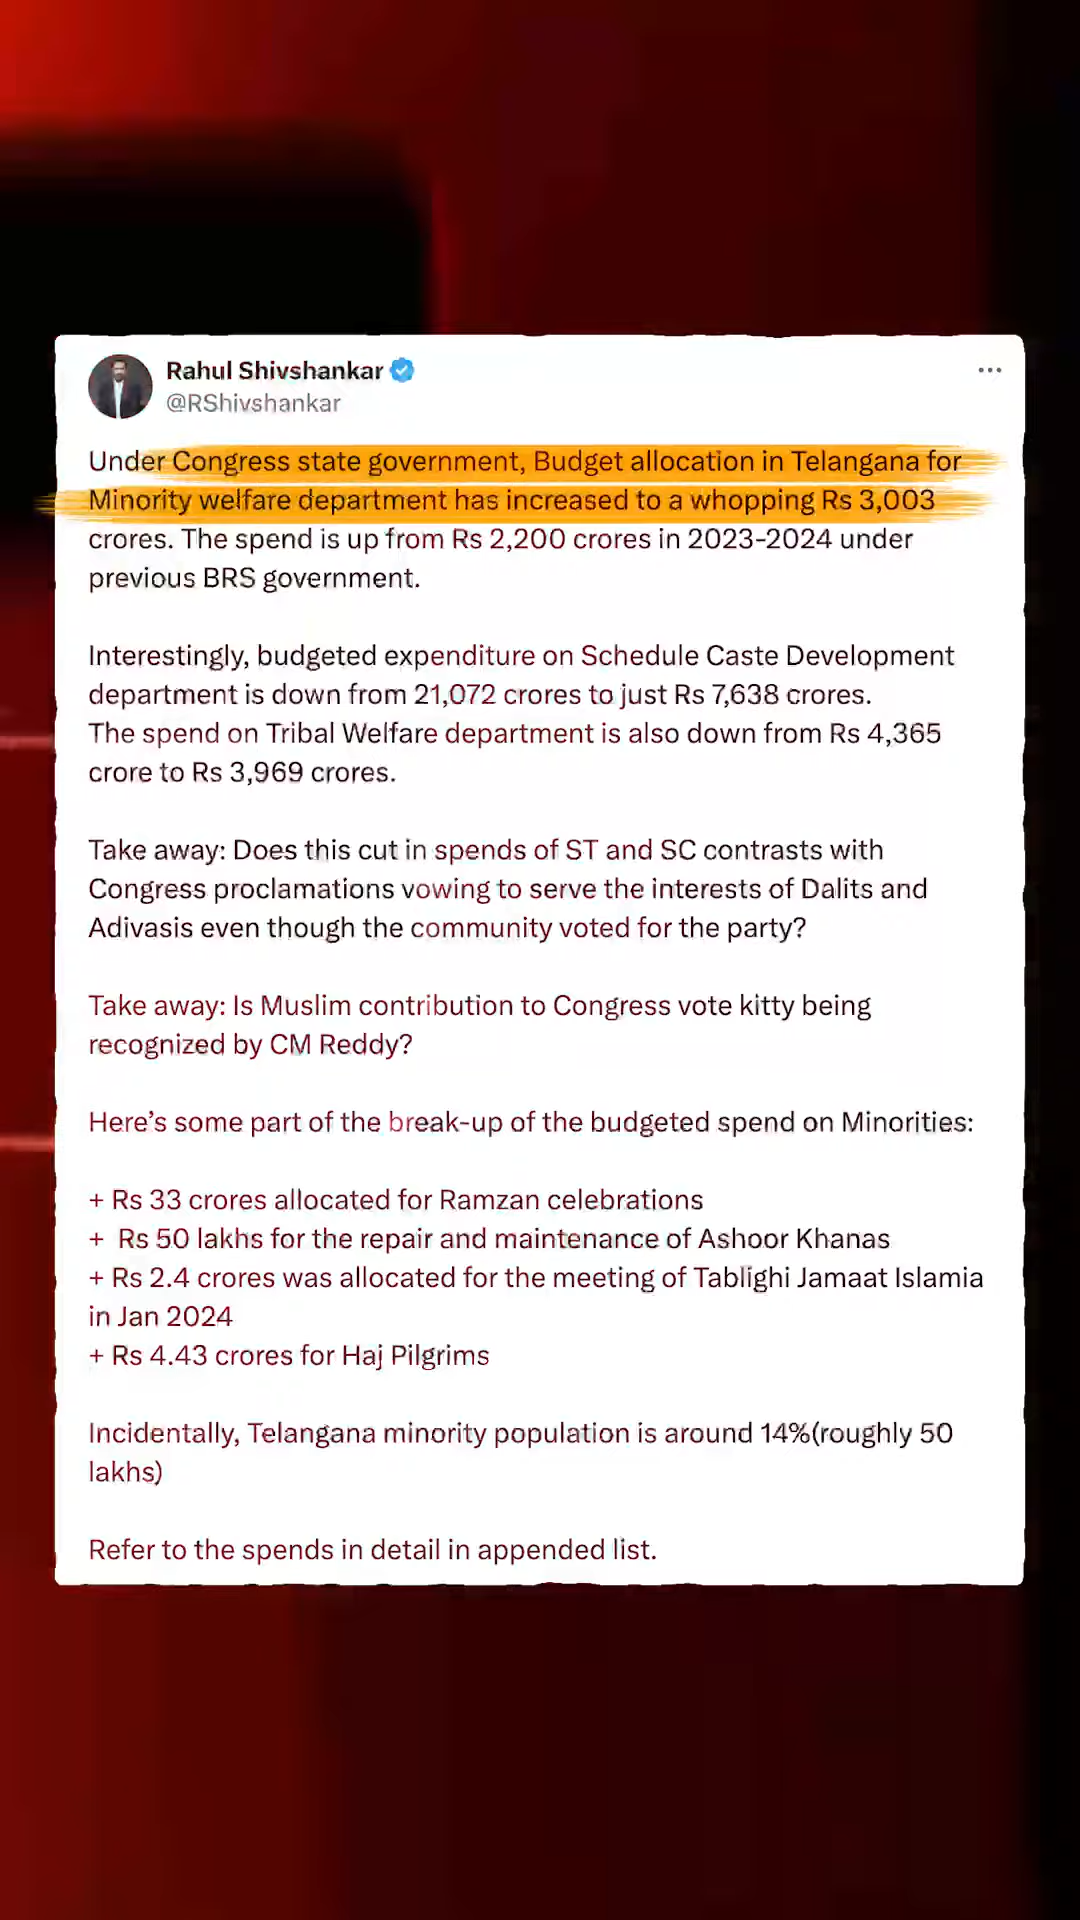 Rahul Shivshankar
@RShivshankar
Under Congress state government, Budget allocation in Telangana for
Minority welfare department has increased to a whopping Rs 3,003
crores. The spend is up from Rs 2,200 crores in 2023-2024 under
previous BRS government.
Interestingly, budgeted expenditure on Schedule Caste Development
department is down from 21,072 crores to just Rs 7,638 crores.
The spend on Tribal Welfare department is also down from Rs 4,365
crore to Rs 3,969 crores.
Take away: Does this cut in spends of ST and SC contrasts with
Congress proclamations vowing to serve the interests of Dalits and
Adivasis even though the community voted for the party?
Take away: Is Muslim contribution to Congress vote kitty being
recognized by CM Reddy?
Here's some part of the break-up of the budgeted spend on Minorities:
+ Rs 33 crores allocated for Ramzan celebrations
+ Rs 50 lakhs for the repair and maintenance of Ashoor Khanas
+ Rs 2.4 crores was allocated for the meeting of Tablighi Jamaat Islamia
in Jan 2024
+ Rs 4.43 crores for Haj Pilgrims
Incidentally, Telangana minority population is around 14%(roughly 50
lakhs)
Refer to the spends in detail in appended list.